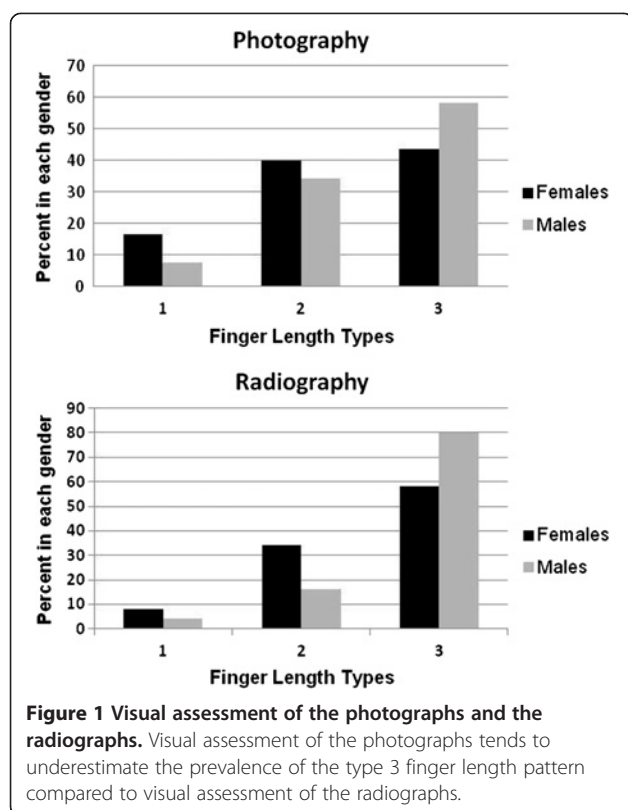 Photography
70
60
50
40
30
20
10
0
Percent in each gender
1 2 3
Finger Length Types
Females
Males
Radiography
90
80
70
60
50
40
30
20
10
0
Percent in each gender
1 2 3
Finger Length Types
Females
Males
Figure 1 Visual assessment of the photographs and the
radiographs. Visual assessment of the photographs tends to
underestimate the prevalence of the type 3 finger length pattern
compared to visual assessment of the radiographs.